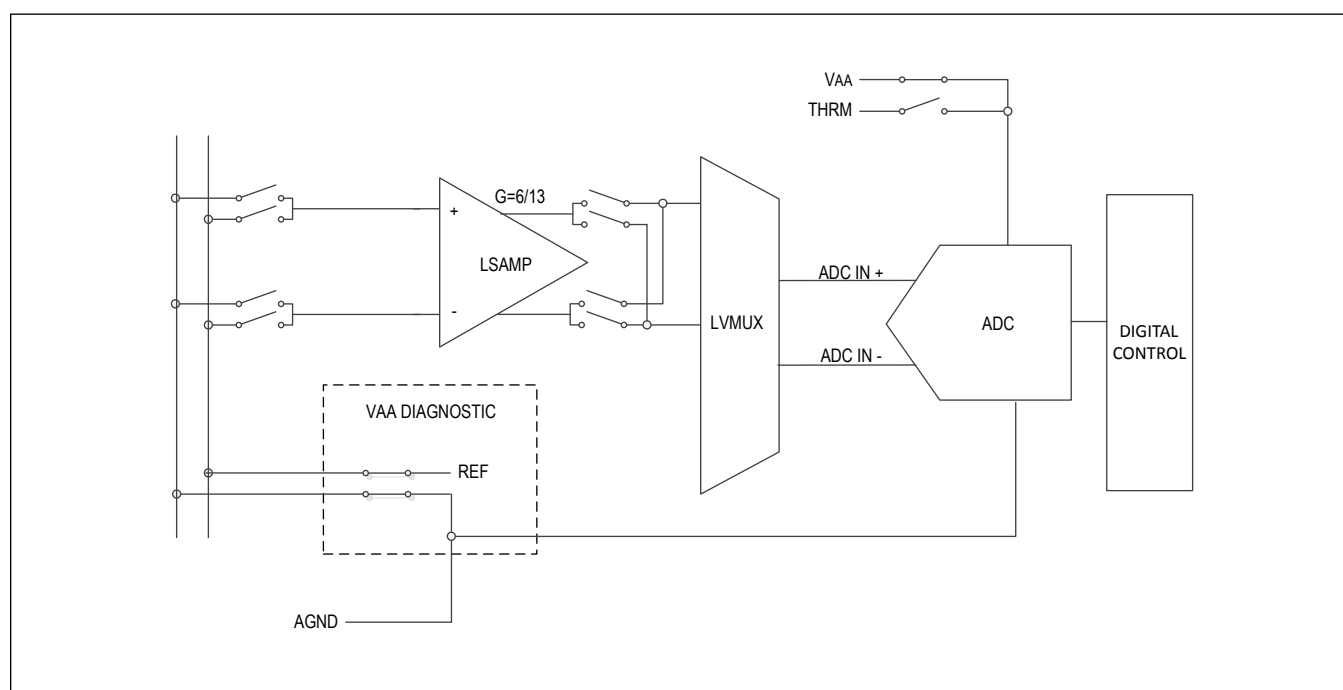 VAA
THRM
G=6/13
+
LSAMP
-
LVMUX
ADC IN +
ADC IN -
ADC
DIGITAL
CONTROL
VAA DIAGNOSTIC
REF
AGND